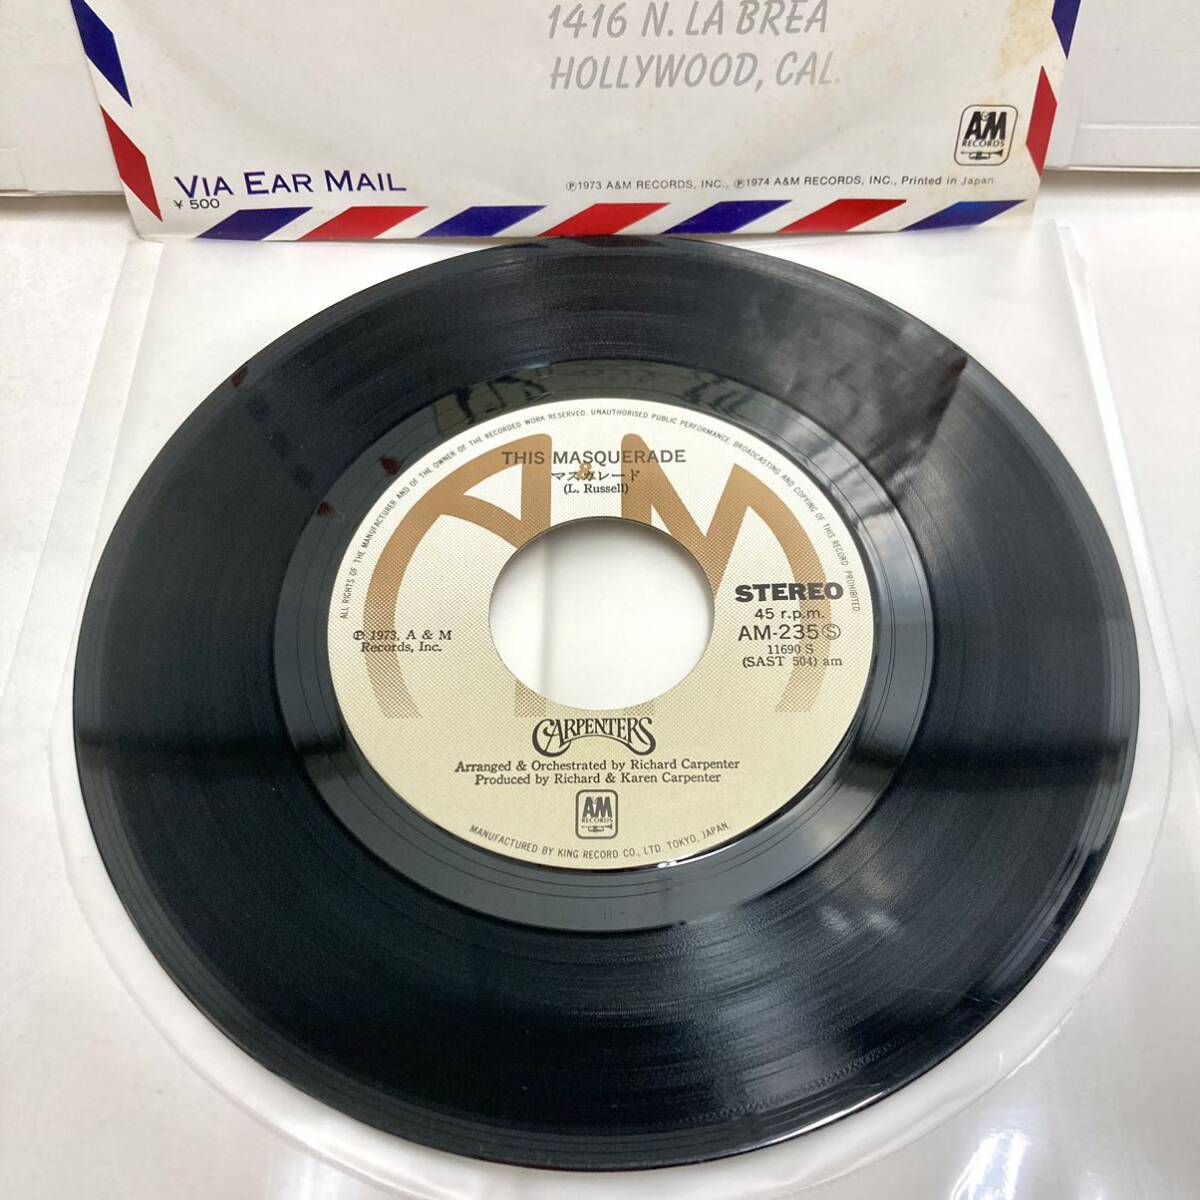 1416 N. LA BREA
HOLLYWOOD, CAL.
A&M
RECORDS
VIA EAR MAIL
¥500
Ⓟ1973 A&M RECORDS, INC., Ⓟ1974 A&M RECORDS, INC., Printed in Japan
ALL RIGHTS OF THE MANUFACTURER AND OF THE OWNER OF THE RECORDED WORK RESERVED. UNAUTHORISED PUBLIC PERFORMANCE, BROADCASTING AND COPYING OF THIS RECORD PROHIBITED
A&M
THIS MASQUERADE
マスカレード
(L. Russell)
STEREO
45 r.p.m.
AM-235Ⓢ
11690 S
(SAST 504) am
Ⓟ 1973, A & M
Records, Inc.
CARPENTERS
Arranged & Orchestrated by Richard Carpenter
Produced by Richard & Karen Carpenter
A&M
RECORDS
MANUFACTURED BY KING RECORD CO., LTD. TOKYO, JAPAN.